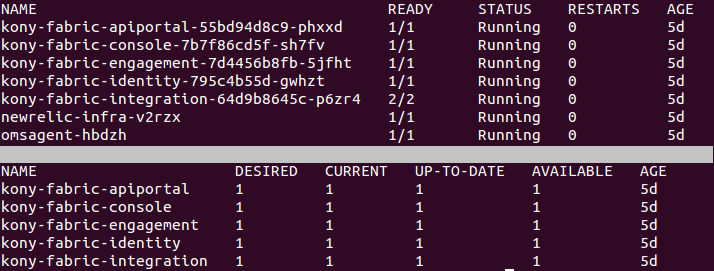 NAME READY STATUS RESTARTS AGE
kony-fabric-apiportal-55bd94d8c9-phxxd 1/1 Running 0 5d
kony-fabric-console-7b7f86cd5f-sh7fv 1/1 Running 0 5d
kony-fabric-engagement-7d4456b8fb-5jfht 1/1 Running 0 5d
kony-fabric-identity-795c4b55d-gwhzt 1/1 Running 0 5d
kony-fabric-integration-64d9b8645c-p6zr4 2/2 Running 0 5d
newrelic-infra-v2rzx 1/1 Running 0 5d
omsagent-hbdzh 1/1 Running 0 5d
NAME DESIRED CURRENT UP-TO-DATE AVAILABLE AGE
kony-fabric-apiportal 1 1 1 1 5d
kony-fabric-console 1 1 1 1 5d
kony-fabric-engagement 1 1 1 1 5d
kony-fabric-identity 1 1 1 1 5d
kony-fabric-integration 1 1 1 1 5d